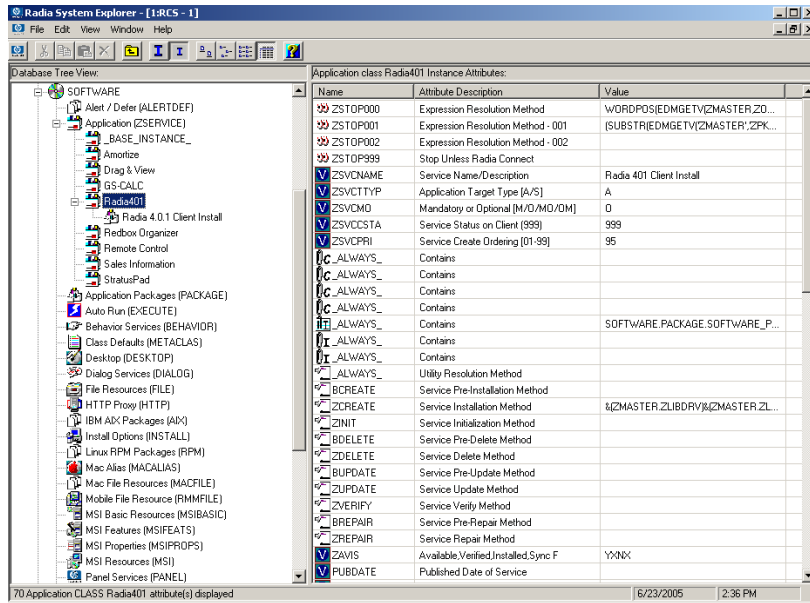 Radia System Explorer - [1:RCS - 1]
File Edit View Window Help
Database Tree View:
Application class Radia401 Instance Attributes:
SOFTWARE
Alert / Defer (ALERTDEF)
Application (ZSERVICE)
_BASE_INSTANCE_
Amortize
Drag & View
GS-CALC
Radia401
Radia 4.0.1 Client Install
Redbox Organizer
Remote Control
Sales Information
StratusPad
Application Packages (PACKAGE)
Auto Run (EXECUTE)
Behavior Services (BEHAVIOR)
Class Defaults (METACLAS)
Desktop (DESKTOP)
Dialog Services (DIALOG)
File Resources (FILE)
HTTP Proxy (HTTP)
IBM AIX Packages (AIX)
Install Options (INSTALL)
Linux RPM Packages (RPM)
Mac Alias (MACALIAS)
Mac File Resources (MACFILE)
Mobile File Resource (RMMFILE)
MSI Basic Resources (MSIBASIC)
MSI Features (MSIFEATS)
MSI Properties (MSIPROPS)
MSI Resources (MSI)
Panel Services (PANEL)
Name Attribute Description Value
ZSTOP000 Expression Resolution Method WORDPOS(EDMGETV(ZMASTER,ZO...
ZSTOP001 Expression Resolution Method - 001 (SUBSTR(EDMGETV('ZMASTER','ZPK...
ZSTOP002 Expression Resolution Method - 002
ZSTOP999 Stop Unless Radia Connect
ZSVCNAME Service Name/Description Radia 401 Client Install
ZSVCTTYP Application Target Type [A/S] A
ZSVCMO Mandatory or Optional [M/O/MO/OM] O
ZSVCCSTA Service Status on Client (999) 999
ZSVCPRI Service Create Ordering [01-99] 95
_ALWAYS_ Contains
_ALWAYS_ Contains
_ALWAYS_ Contains
_ALWAYS_ Contains
_ALWAYS_ Contains SOFTWARE.PACKAGE.SOFTWARE_P...
_ALWAYS_ Contains
_ALWAYS_ Contains
_ALWAYS_ Utility Resolution Method
BCREATE Service Pre-Installation Method
ZCREATE Service Installation Method &(ZMASTER.ZLIBDRV)&(ZMASTER.ZL...
ZINIT Service Initialization Method
BDELETE Service Pre-Delete Method
ZDELETE Service Delete Method
BUPDATE Service Pre-Update Method
ZUPDATE Service Update Method
ZVERIFY Service Verify Method
BREPAIR Service Pre-Repair Method
ZREPAIR Service Repair Method
ZAVIS Available,Verified,Installed,Sync F YXNX
PUBDATE Published Date of Service
70 Application CLASS Radia401 attribute(s) displayed 6/23/2005 2:36 PM